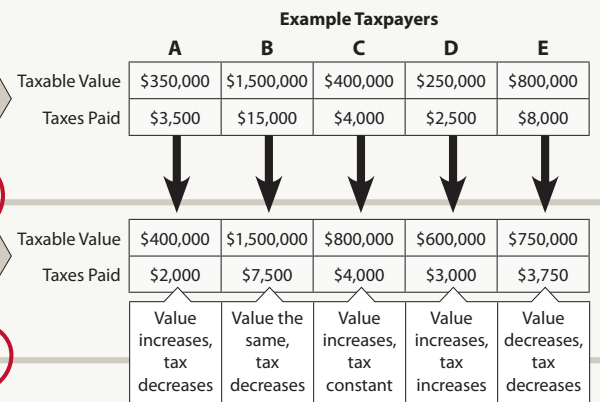 Example Taxpayers
A B C D E
Taxable Value $350,000 $1,500,000 $400,000 $250,000 $800,000
Taxes Paid $3,500 $15,000 $4,000 $2,500 $8,000
Taxable Value $400,000 $1,500,000 $800,000 $600,000 $750,000
Taxes Paid $2,000 $7,500 $4,000 $3,000 $3,750
Value increases, tax decreases
Value the same, tax decreases
Value increases, tax constant
Value increases, tax increases
Value decreases, tax decreases